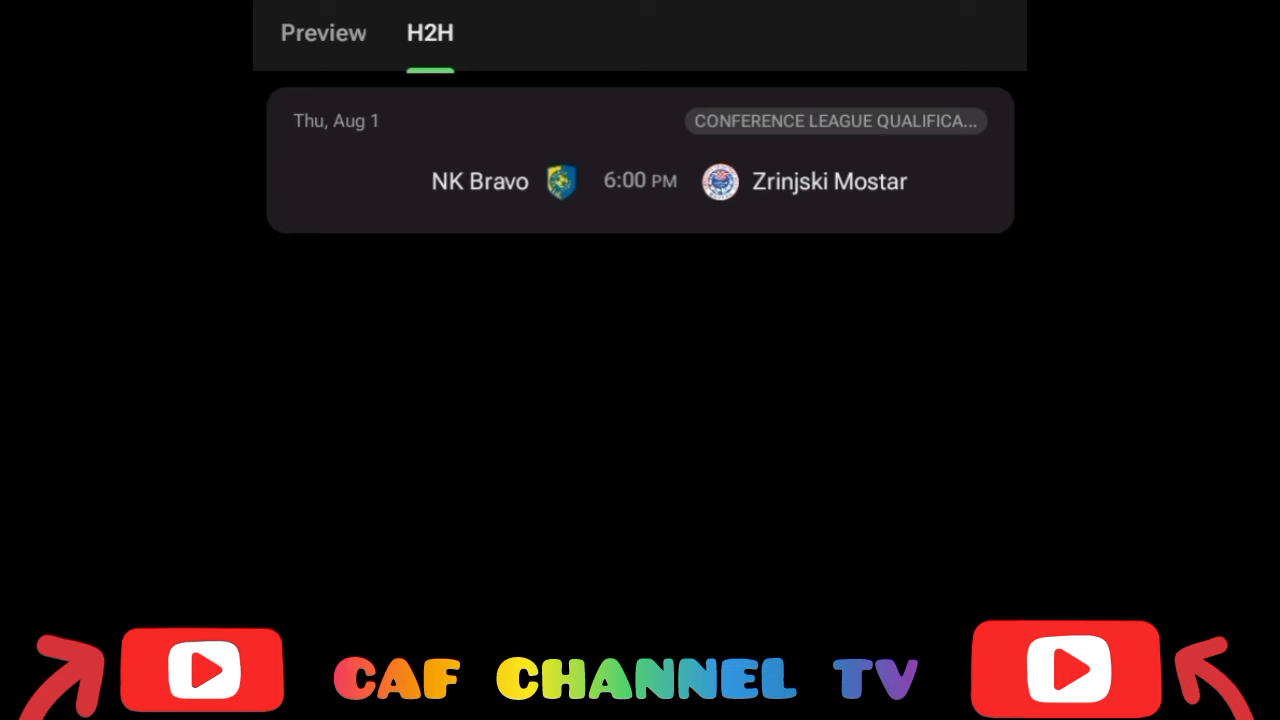 Preview H2H
Thu, Aug 1 CONFERENCE LEAGUE QUALIFICA...
NK Bravo 6:00 PM Zrinjski Mostar
CAF CHANNEL TV